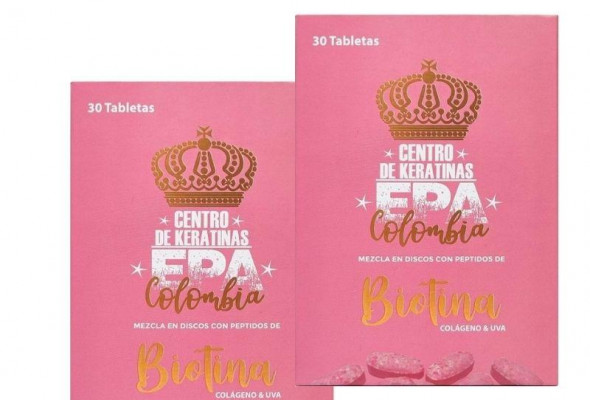 30 Tabletas
CENTRO
DE KERATINAS
EPA
Colombia
MEZCLA EN DISCOS CON PEPTIDOS DE
Biotina
COLÁGENO & UVA
30 Tabletas
CENTRO
DE KERATINAS
EPA
Colombia
MEZCLA EN DISCOS CON PEPTIDOS DE
Biotina
COLÁGENO & UVA